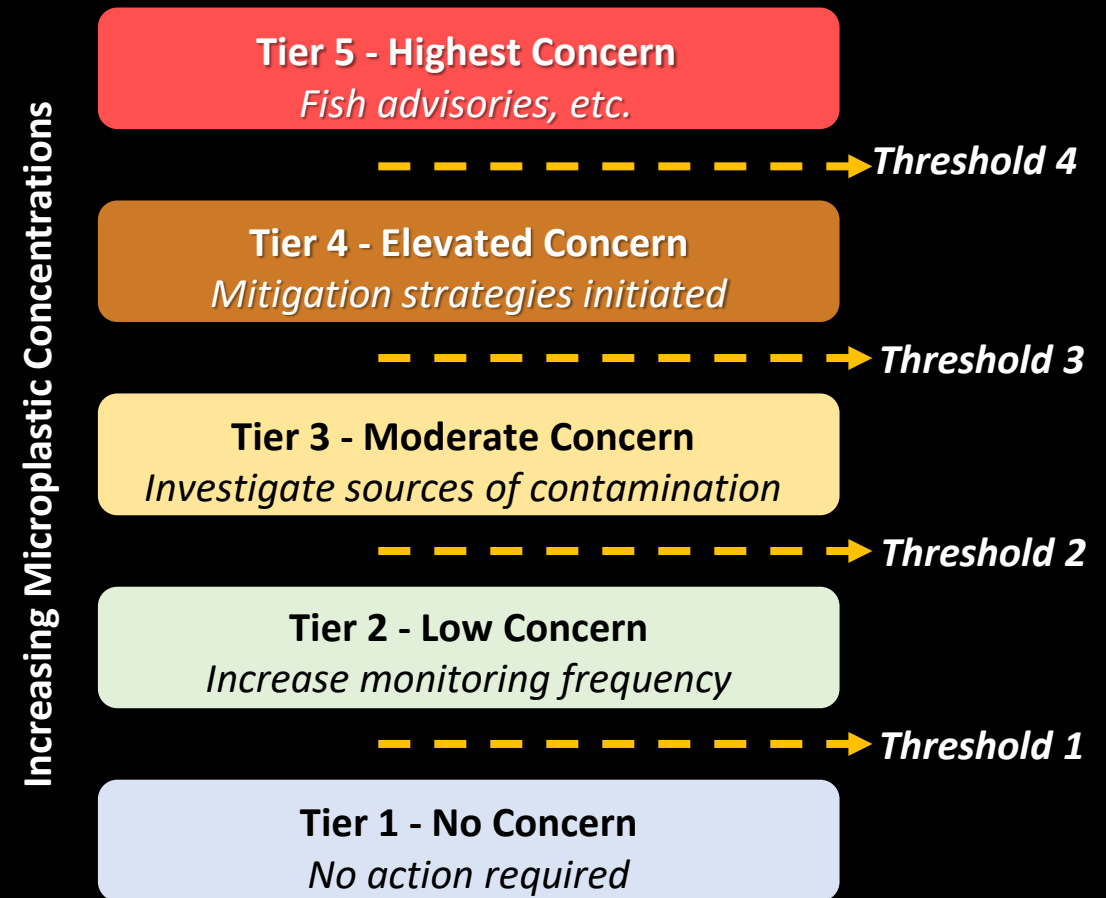 Increasing Microplastic Concentrations
Tier 5 - Highest Concern
Fish advisories, etc.
Threshold 4
Tier 4 - Elevated Concern
Mitigation strategies initiated
Threshold 3
Tier 3 - Moderate Concern
Investigate sources of contamination
Threshold 2
Tier 2 - Low Concern
Increase monitoring frequency
Threshold 1
Tier 1 - No Concern
No action required